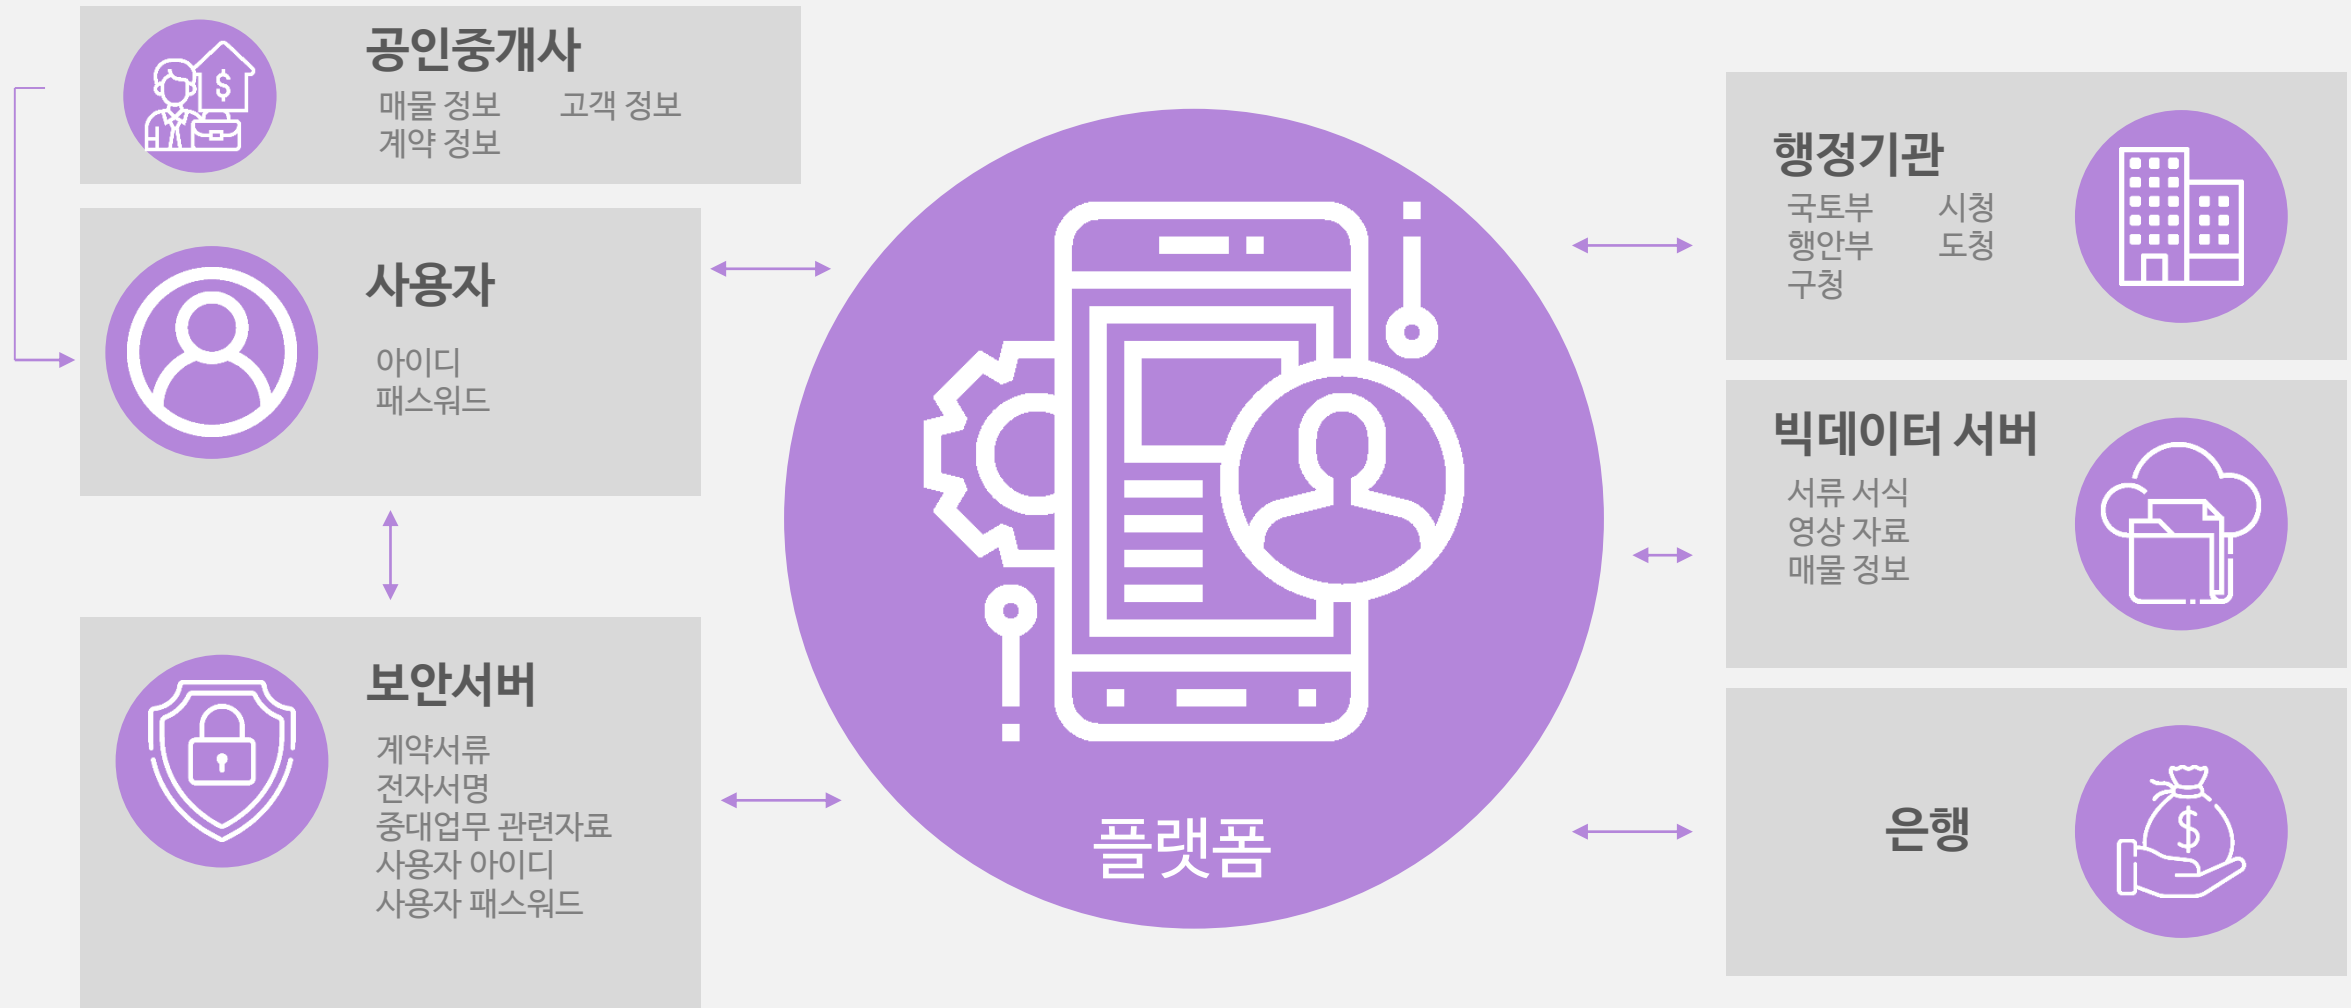 공인중개사
매물 정보 고객 정보
계약 정보
사용자
아이디
패스워드
보안서버
계약서류
전자서명
중대업무 관련자료
사용자 아이디
사용자 패스워드
플랫폼
행정기관
국토부 시청
행안부 도청
구청
빅데이터 서버
서류 서식
영상 자료
매물 정보
은행